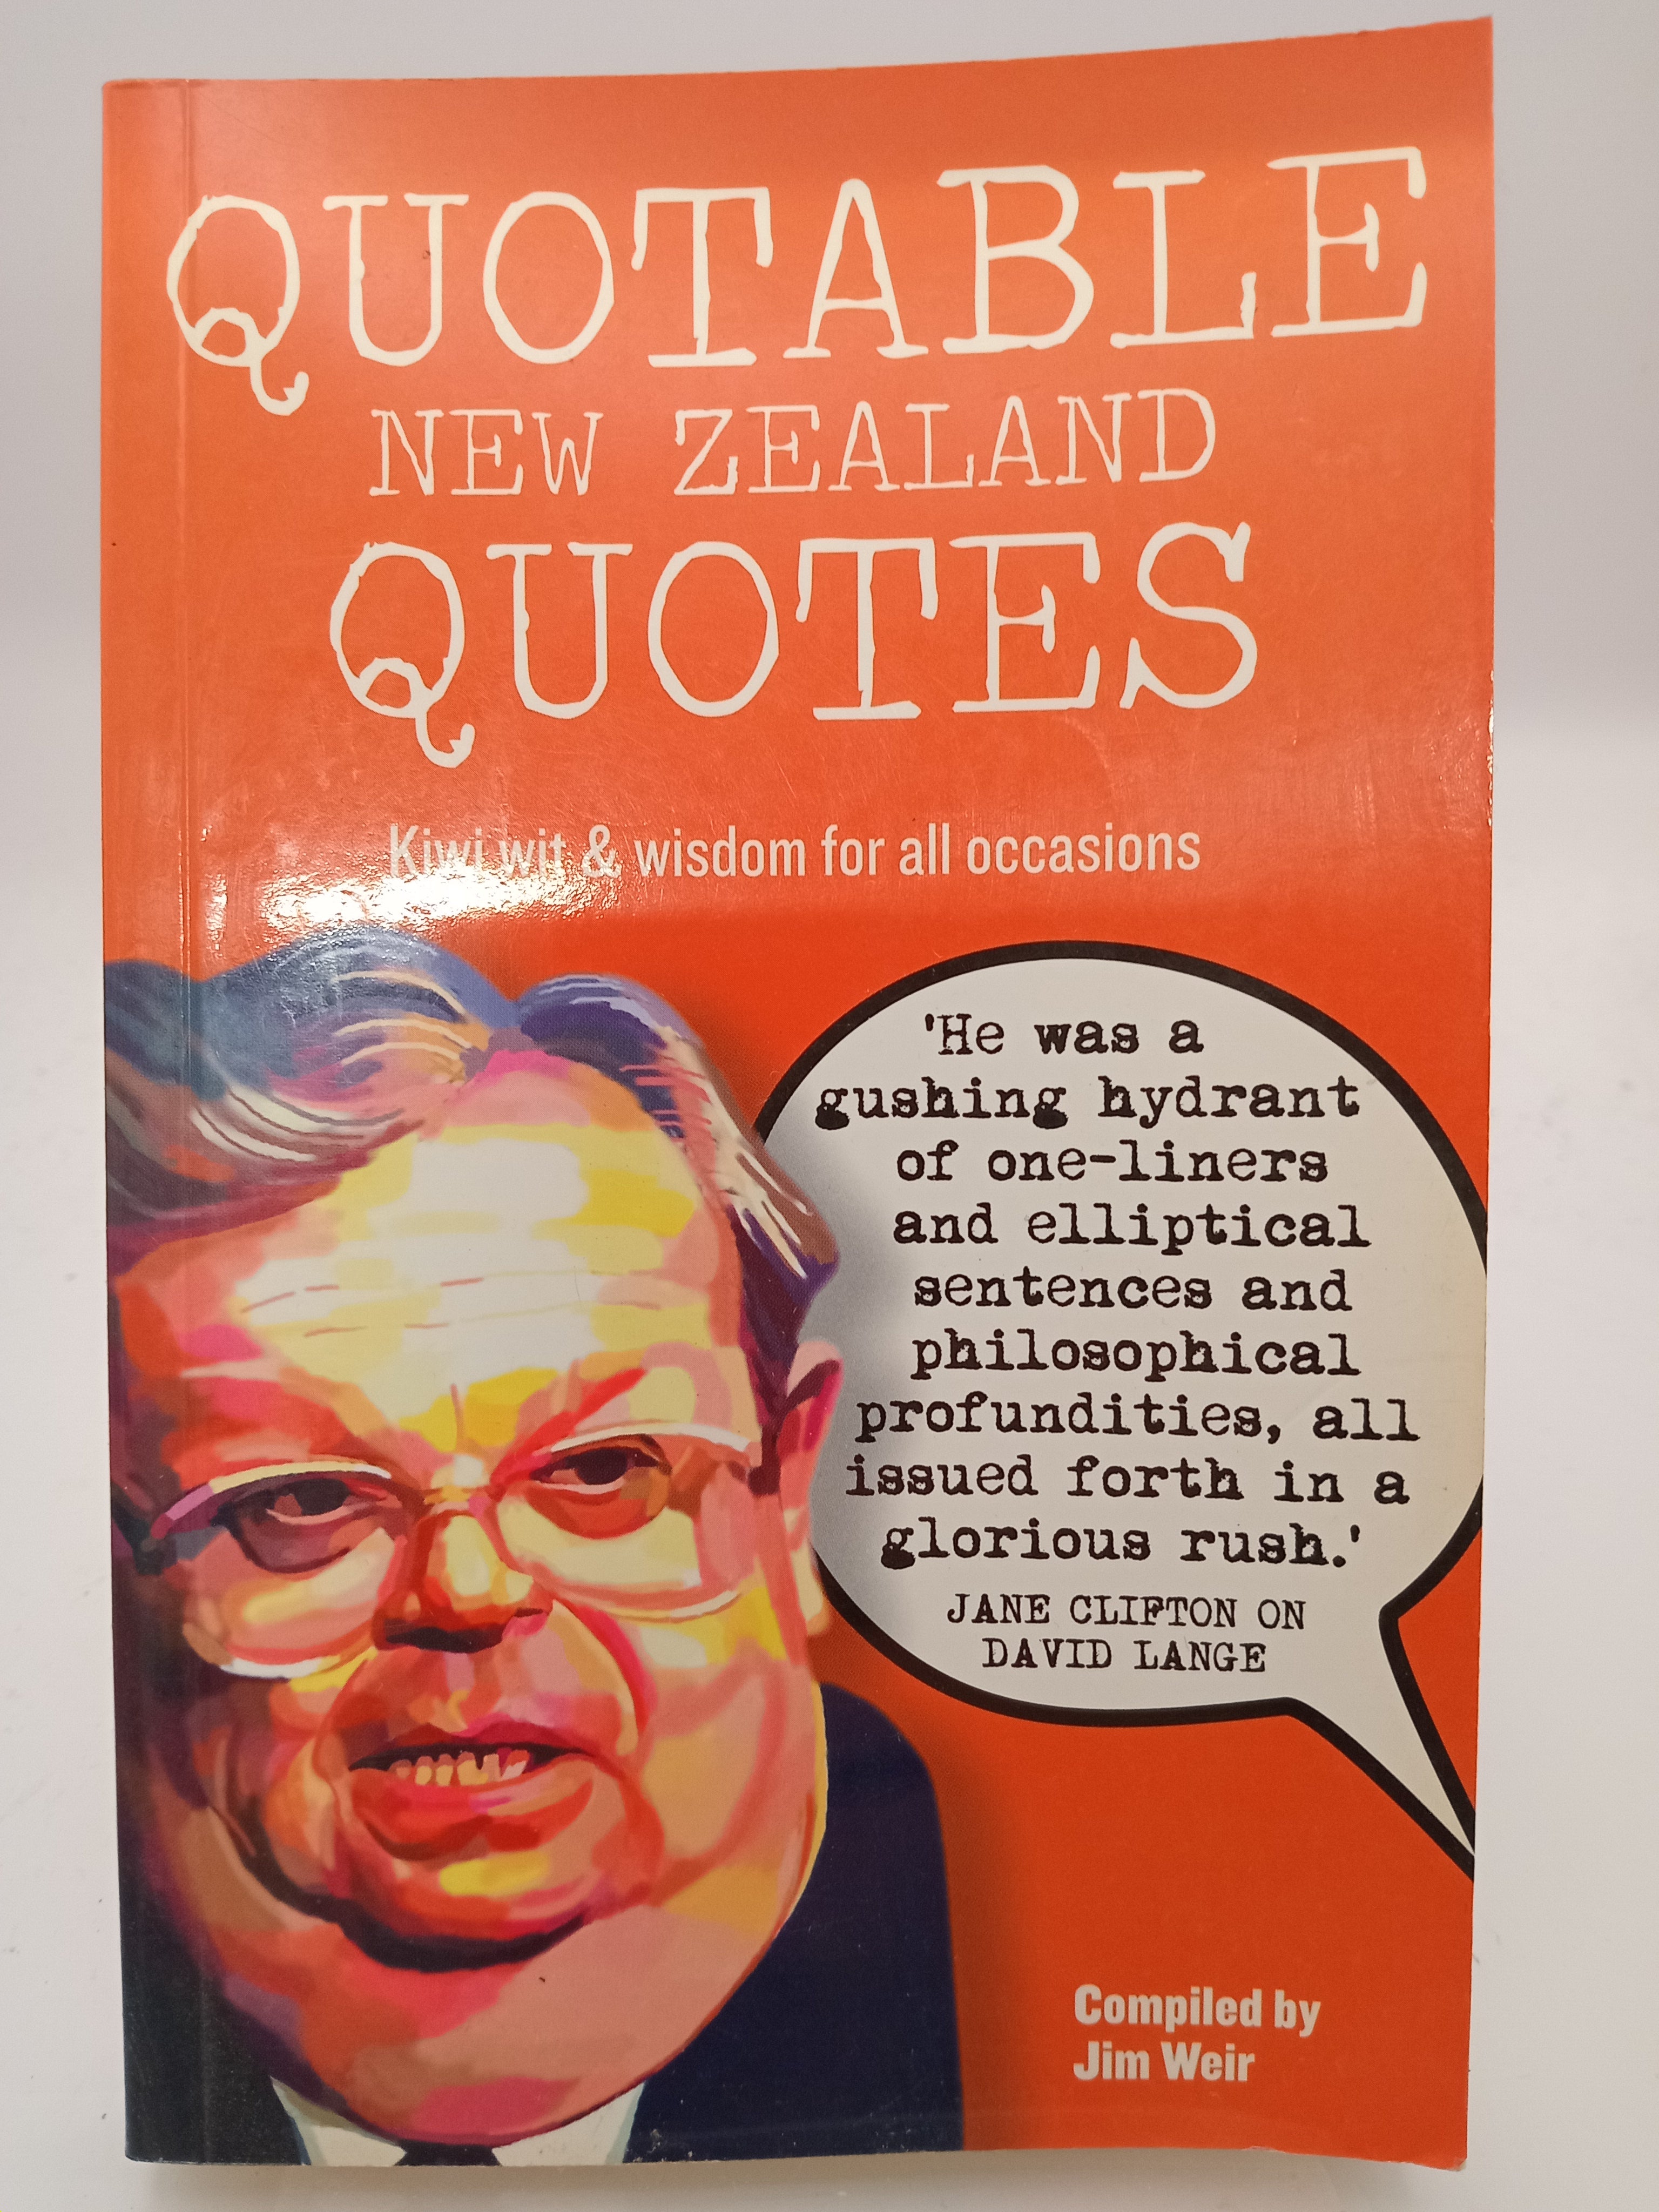 QUOTABLE
NEW ZEALAND
QUOTES
Kiwi wit & wisdom for all occasions
'He was a
gushing hydrant
of one-liners
and elliptical
sentences and
philosophical
profundities, all
issued forth in a
glorious rush.'
JANE CLIFTON ON
DAVID LANGE
Compiled by
Jim Weir